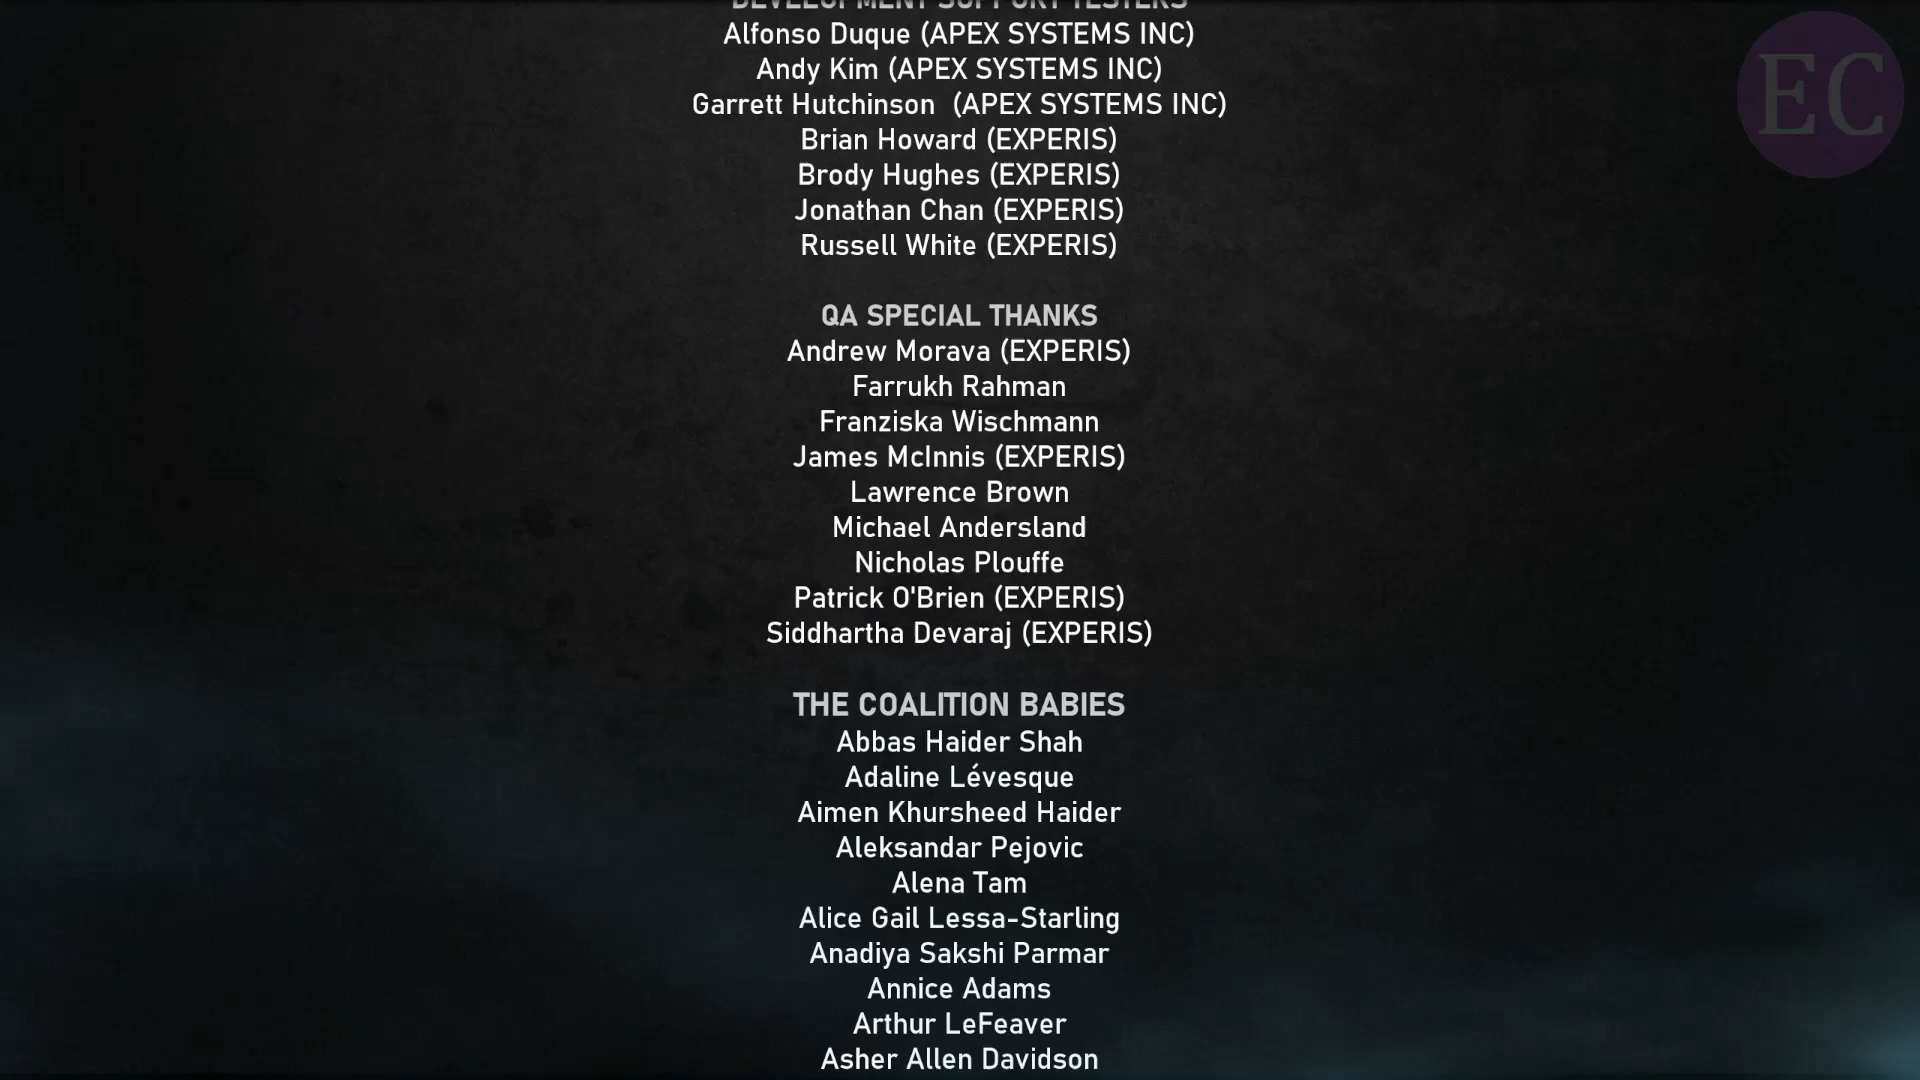 DEVELOPMENT SUPPORT TESTERS
Alfonso Duque (APEX SYSTEMS INC)
Andy Kim (APEX SYSTEMS INC)
Garrett Hutchinson  (APEX SYSTEMS INC)
Brian Howard (EXPERIS)
Brody Hughes (EXPERIS)
Jonathan Chan (EXPERIS)
Russell White (EXPERIS)
QA SPECIAL THANKS
Andrew Morava (EXPERIS)
Farrukh Rahman
Franziska Wischmann
James McInnis (EXPERIS)
Lawrence Brown
Michael Andersland
Nicholas Plouffe
Patrick O'Brien (EXPERIS)
Siddhartha Devaraj (EXPERIS)
THE COALITION BABIES
Abbas Haider Shah
Adaline Lévesque
Aimen Khursheed Haider
Aleksandar Pejovic
Alena Tam
Alice Gail Lessa-Starling
Anadiya Sakshi Parmar
Annice Adams
Arthur LeFeaver
Asher Allen Davidson
EC